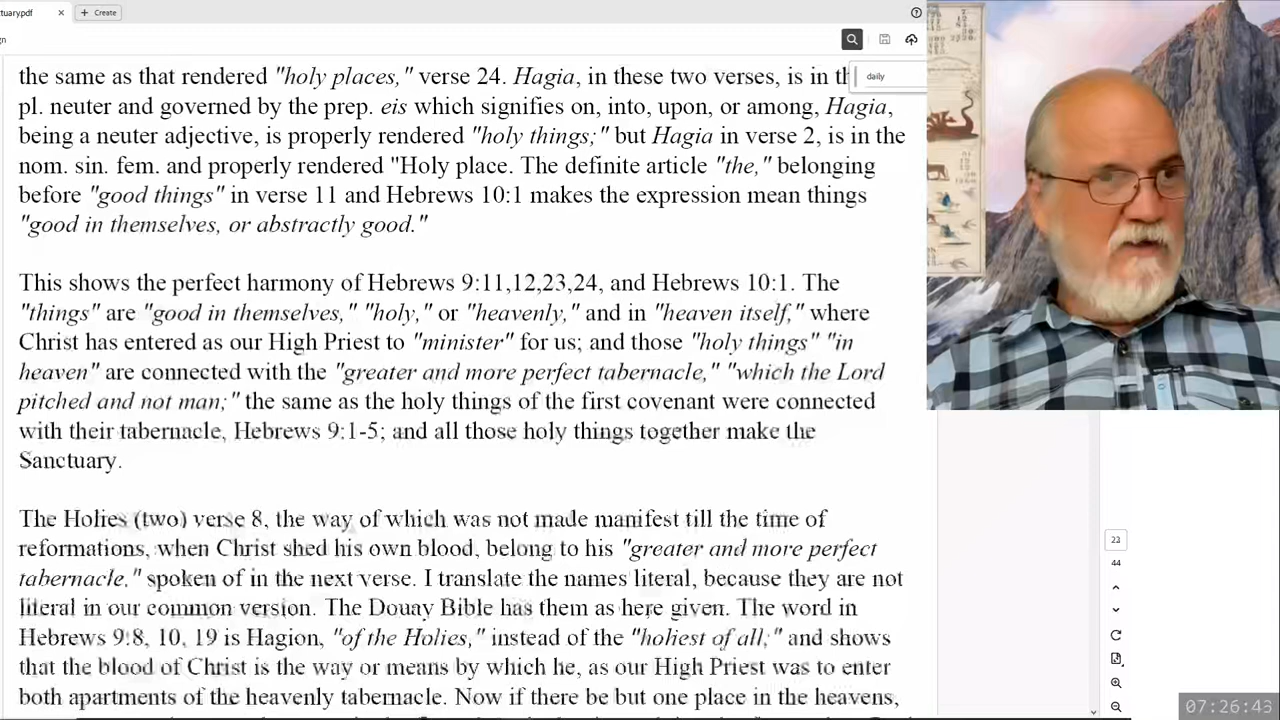 tuary.pdf
Create
gn
daily
the same as that rendered "holy places," verse 24. Hagia, in these two verses, is in th
pl. neuter and governed by the prep. eis which signifies on, into, upon, or among, Hagia,
being a neuter adjective, is properly rendered "holy things;" but Hagia in verse 2, is in the
nom. sin. fem. and properly rendered "Holy place. The definite article "the," belonging
before "good things" in verse 11 and Hebrews 10:1 makes the expression mean things
"good in themselves, or abstractly good."
This shows the perfect harmony of Hebrews 9:11,12,23,24, and Hebrews 10:1. The
"things" are "good in themselves," "holy," or "heavenly," and in "heaven itself," where
Christ has entered as our High Priest to "minister" for us; and those "holy things" "in
heaven" are connected with the "greater and more perfect tabernacle," "which the Lord
pitched and not man;" the same as the holy things of the first covenant were connected
with their tabernacle, Hebrews 9:1-5; and all those holy things together make the
Sanctuary.
The Holies (two) verse 8, the way of which was not made manifest till the time of
reformations, when Christ shed his own blood, belong to his "greater and more perfect
tabernacle," spoken of in the next verse. I translate the names literal, because they are not
literal in our common version. The Douay Bible has them as here given. The word in
Hebrews 9:8, 10, 19 is Hagion, "of the Holies," instead of the "holiest of all;" and shows
that the blood of Christ is the way or means by which he, as our High Priest was to enter
both apartments of the heavenly tabernacle. Now if there be but one place in the heavens,
23
44
07:26:43